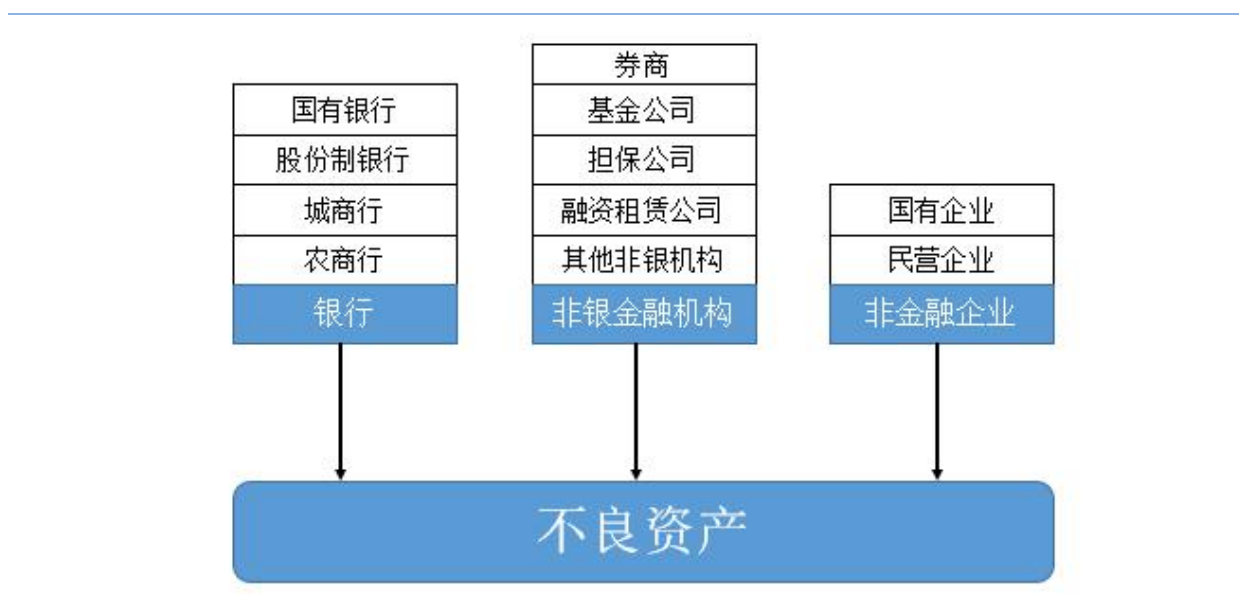 国有银行
股份制银行
城商行
农商行
银行
券商
基金公司
担保公司
融资租赁公司
其他非银机构
非银金融机构
国有企业
民营企业
非金融企业
不良资产